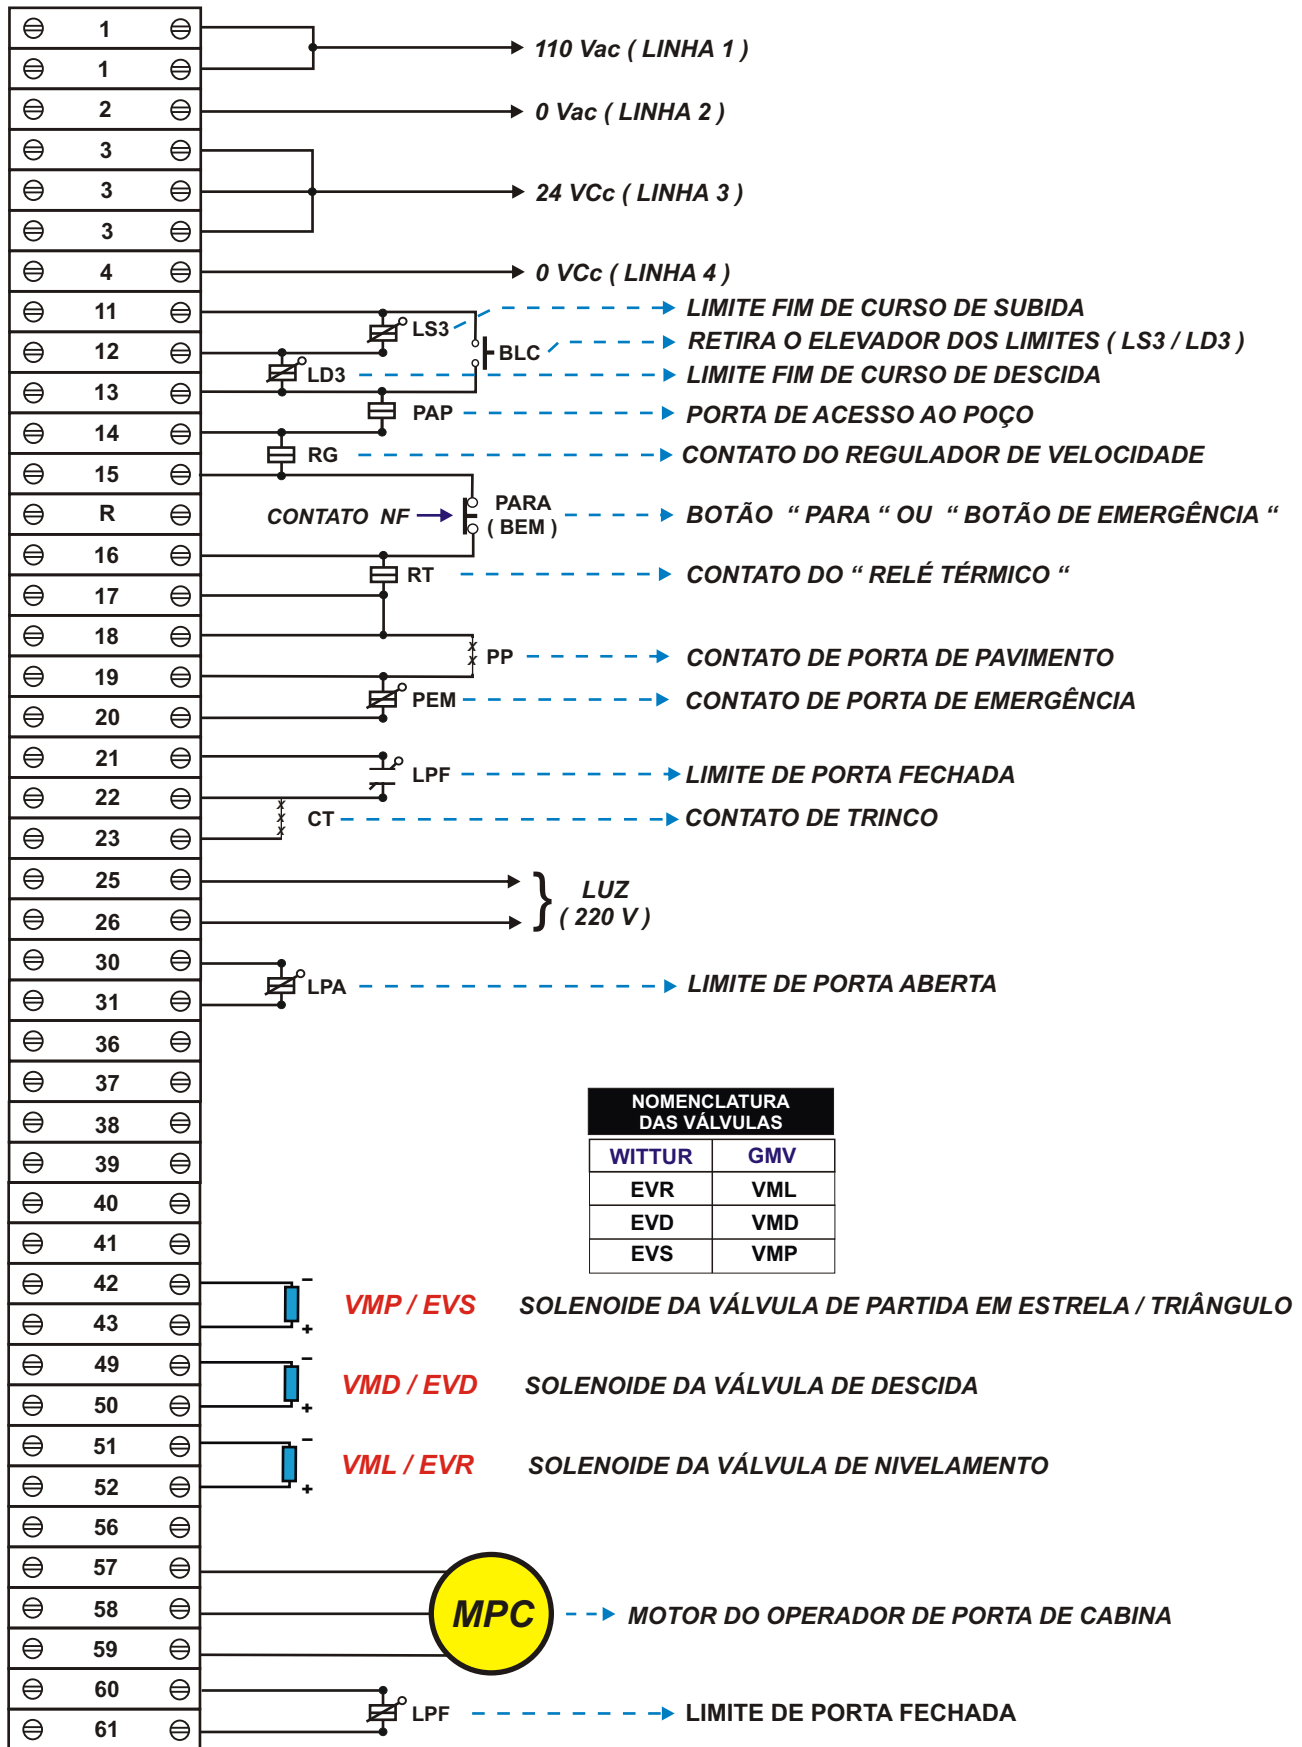 1
1
110 Vac ( LINHA 1 )
2
0 Vac ( LINHA 2 )
3
3
24 VCc ( LINHA 3 )
3
4
0 VCc ( LINHA 4 )
11
LIMITE FIM DE CURSO DE SUBIDA
LS3
12
BLC
RETIRA O ELEVADOR DOS LIMITES ( LS3 / LD3 )
LD3
LIMITE FIM DE CURSO DE DESCIDA
13
PAP
PORTA DE ACESSO AO POÇO
14
RG
CONTATO DO REGULADOR DE VELOCIDADE
15
R
CONTATO NF
PARA
( BEM )
BOTÃO “ PARA “ OU “ BOTÃO DE EMERGÊNCIA “
16
RT
CONTATO DO “ RELÉ TÉRMICO “
17
18
PP
CONTATO DE PORTA DE PAVIMENTO
19
PEM
CONTATO DE PORTA DE EMERGÊNCIA
20
21
LPF
LIMITE DE PORTA FECHADA
22
CT
CONTATO DE TRINCO
23
25
LUZ
( 220 V )
26
30
LPA
LIMITE DE PORTA ABERTA
31
36
37
38
39
40
41
NOMENCLATURA
DAS VÁLVULAS
WITTUR GMV
EVR VML
EVD VMD
EVS VMP
42
–
VMP / EVS SOLENOIDE DA VÁLVULA DE PARTIDA EM ESTRELA / TRIÂNGULO
43
+
49
–
VMD / EVD SOLENOIDE DA VÁLVULA DE DESCIDA
50
+
51
–
VML / EVR SOLENOIDE DA VÁLVULA DE NIVELAMENTO
52
+
56
57
58
MPC
MOTOR DO OPERADOR DE PORTA DE CABINA
59
60
LPF
LIMITE DE PORTA FECHADA
61